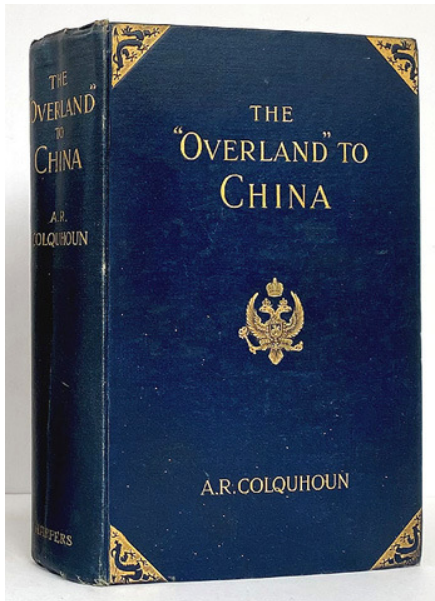 THE
"OVERLAND"
TO
CHINA
A.R.
COLQUHOUN
HARPERS
THE
"OVERLAND" TO
CHINA
A.R. COLQUHOUN